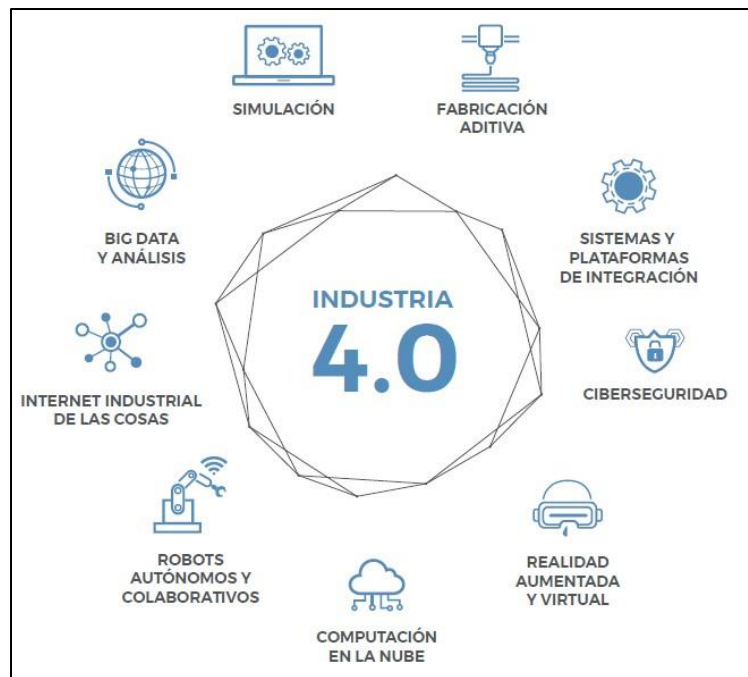 SIMULACIÓN
FABRICACIÓN
ADITIVA
BIG DATA
Y ANÁLISIS
SISTEMAS Y
PLATAFORMAS
DE INTEGRACIÓN
INDUSTRIA
4.0
INTERNET INDUSTRIAL
DE LAS COSAS
CIBERSEGURIDAD
ROBOTS
AUTÓNOMOS Y
COLABORATIVOS
REALIDAD
AUMENTADA
Y VIRTUAL
COMPUTACIÓN
EN LA NUBE